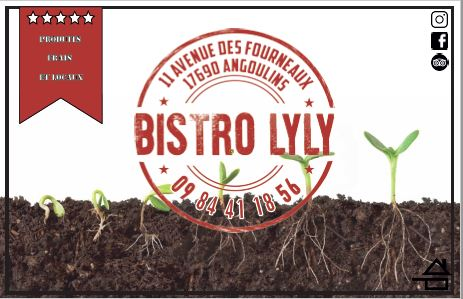 PRODUITS
FRAIS
ET LOCAUX
11 AVENUE DES FOURNEAUX
17690 ANGOULINS
BISTRO LYLY
09 84 41 18 56